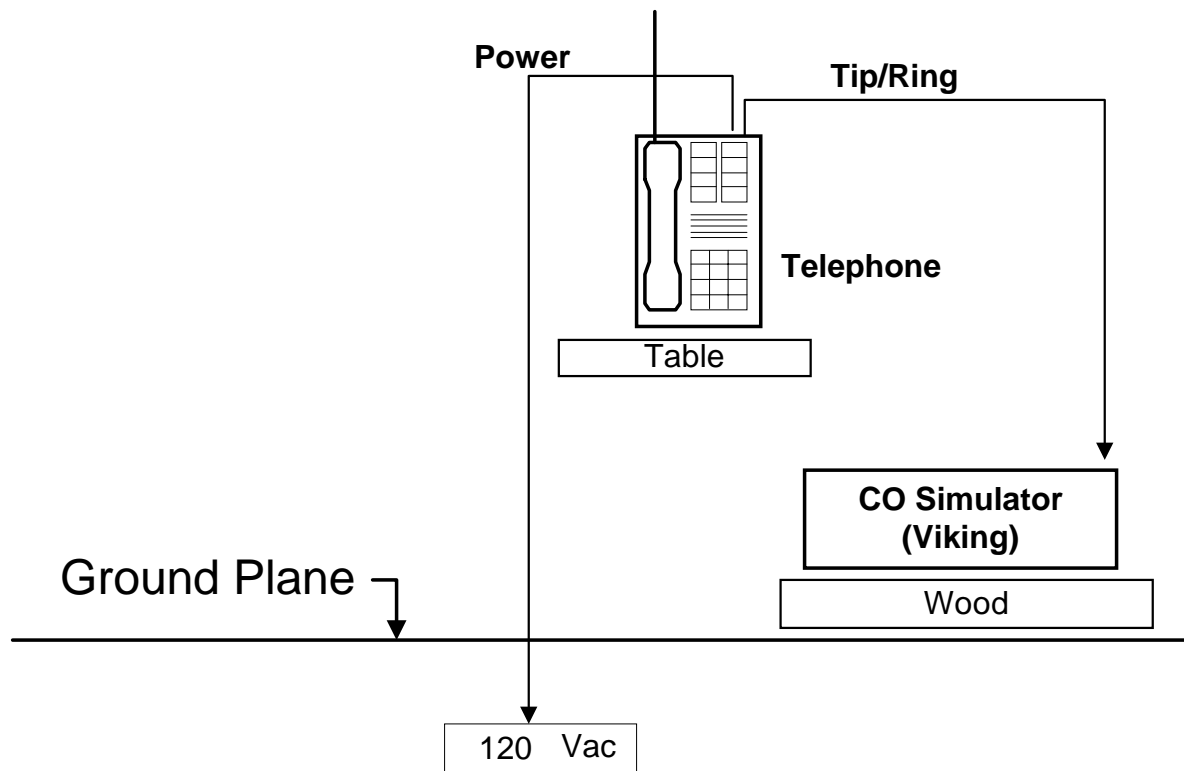 Power
Tip/Ring
Telephone
Table
CO Simulator
(Viking)
Ground Plane
Wood
120 Vac